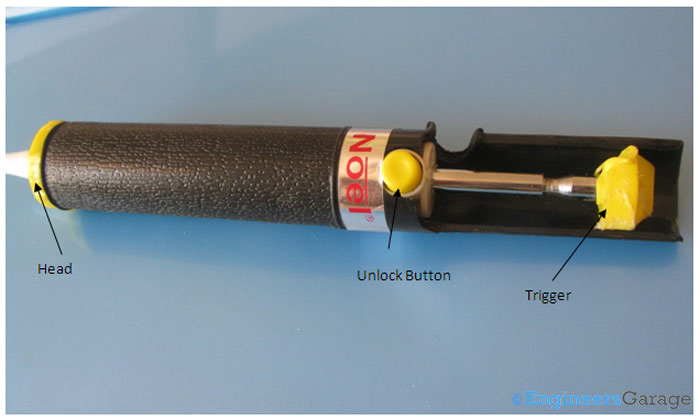 Noel®
Head
Unlock Button
Trigger
©EngineersGarage